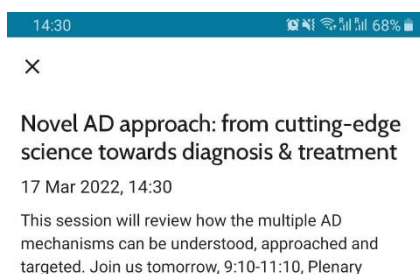 14:30
68%
Novel AD approach: from cutting-edge
science towards diagnosis & treatment
17 Mar 2022, 14:30
This session will review how the multiple AD
mechanisms can be understood, approached and
targeted. Join us tomorrow, 9:10-11:10, Plenary